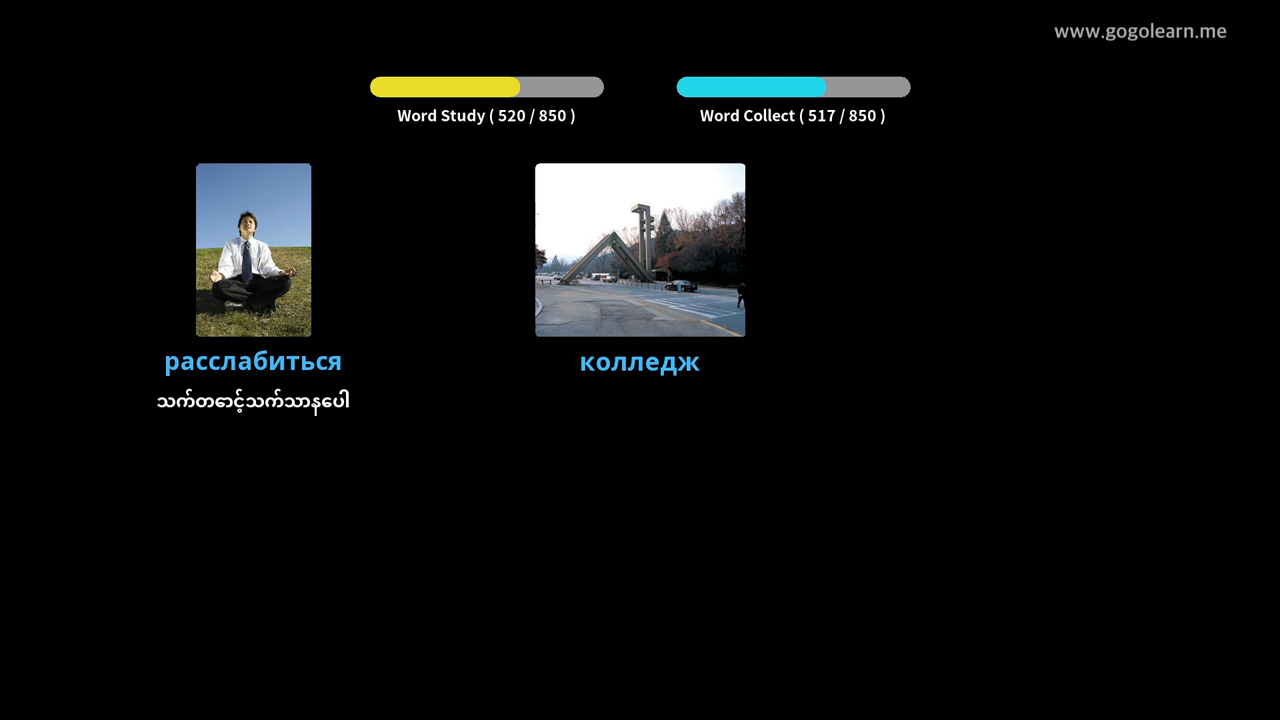 www.gogolearn.me
Word Study ( 520 / 850 )
Word Collect ( 517 / 850 )
расслабиться
колледж
သက်တောင့်သက်သာနပေါ